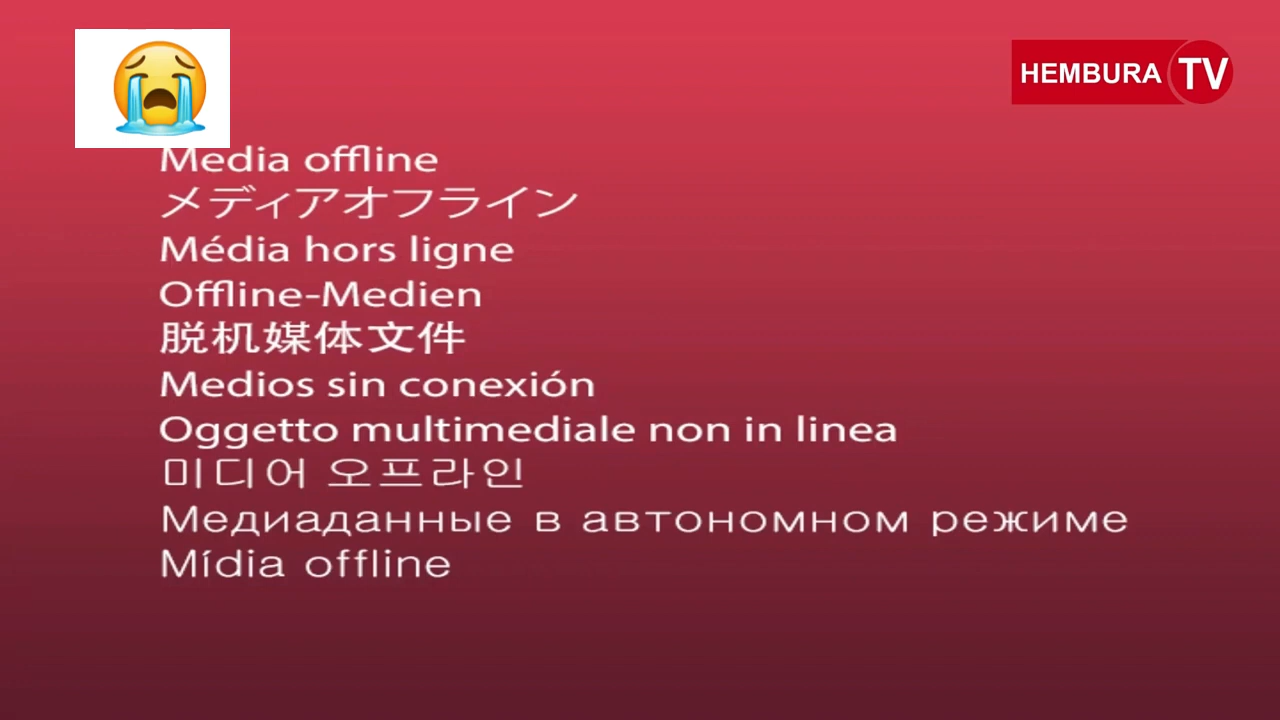 HEMBURA TV
Media offline
メディアオフライン
Média hors ligne
Offline-Medien
脱机媒体文件
Medios sin conexión
Oggetto multimediale non in linea
미디어 오프라인
Медиаданные в автономном режиме
Mídia offline